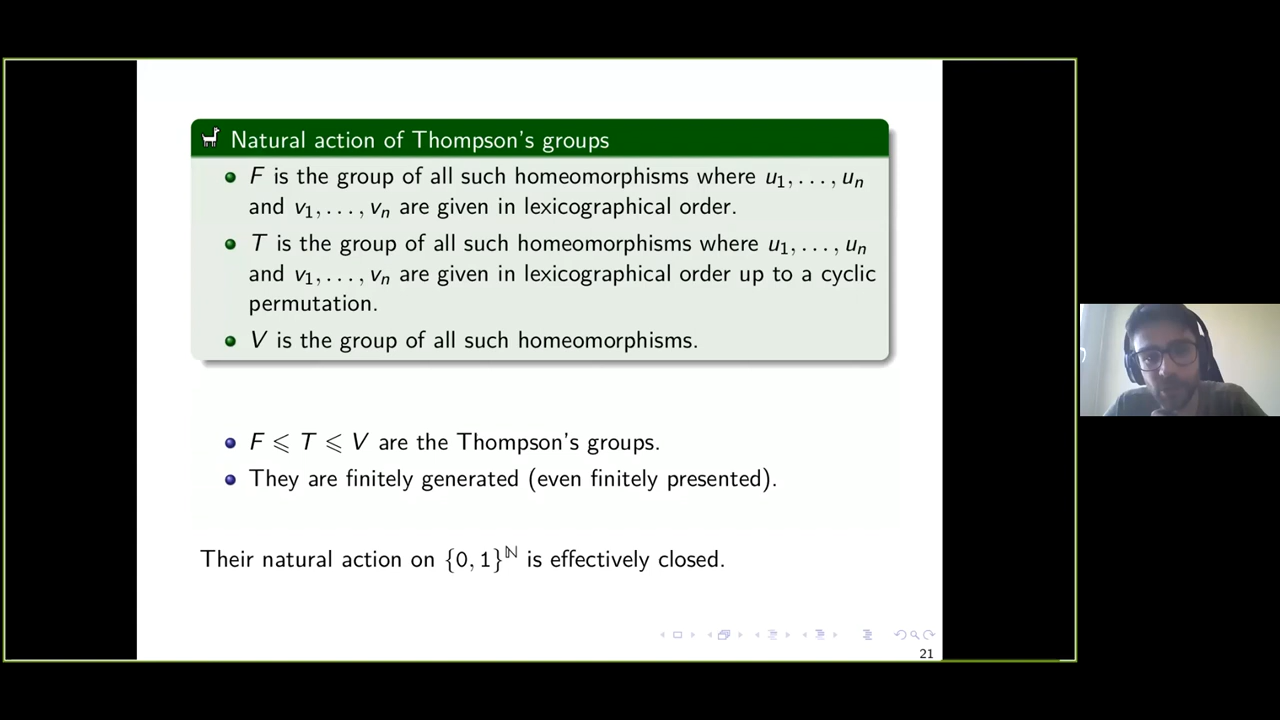 Natural action of Thompson's groups
F is the group of all such homeomorphisms where u₁, . . . , uₙ
and v₁, . . . , vₙ are given in lexicographical order.
T is the group of all such homeomorphisms where u₁, . . . , uₙ
and v₁, . . . , vₙ are given in lexicographical order up to a cyclic
permutation.
V is the group of all such homeomorphisms.
F ⩽ T ⩽ V are the Thompson's groups.
They are finitely generated (even finitely presented).
Their natural action on {0, 1}^ℕ is effectively closed.
21